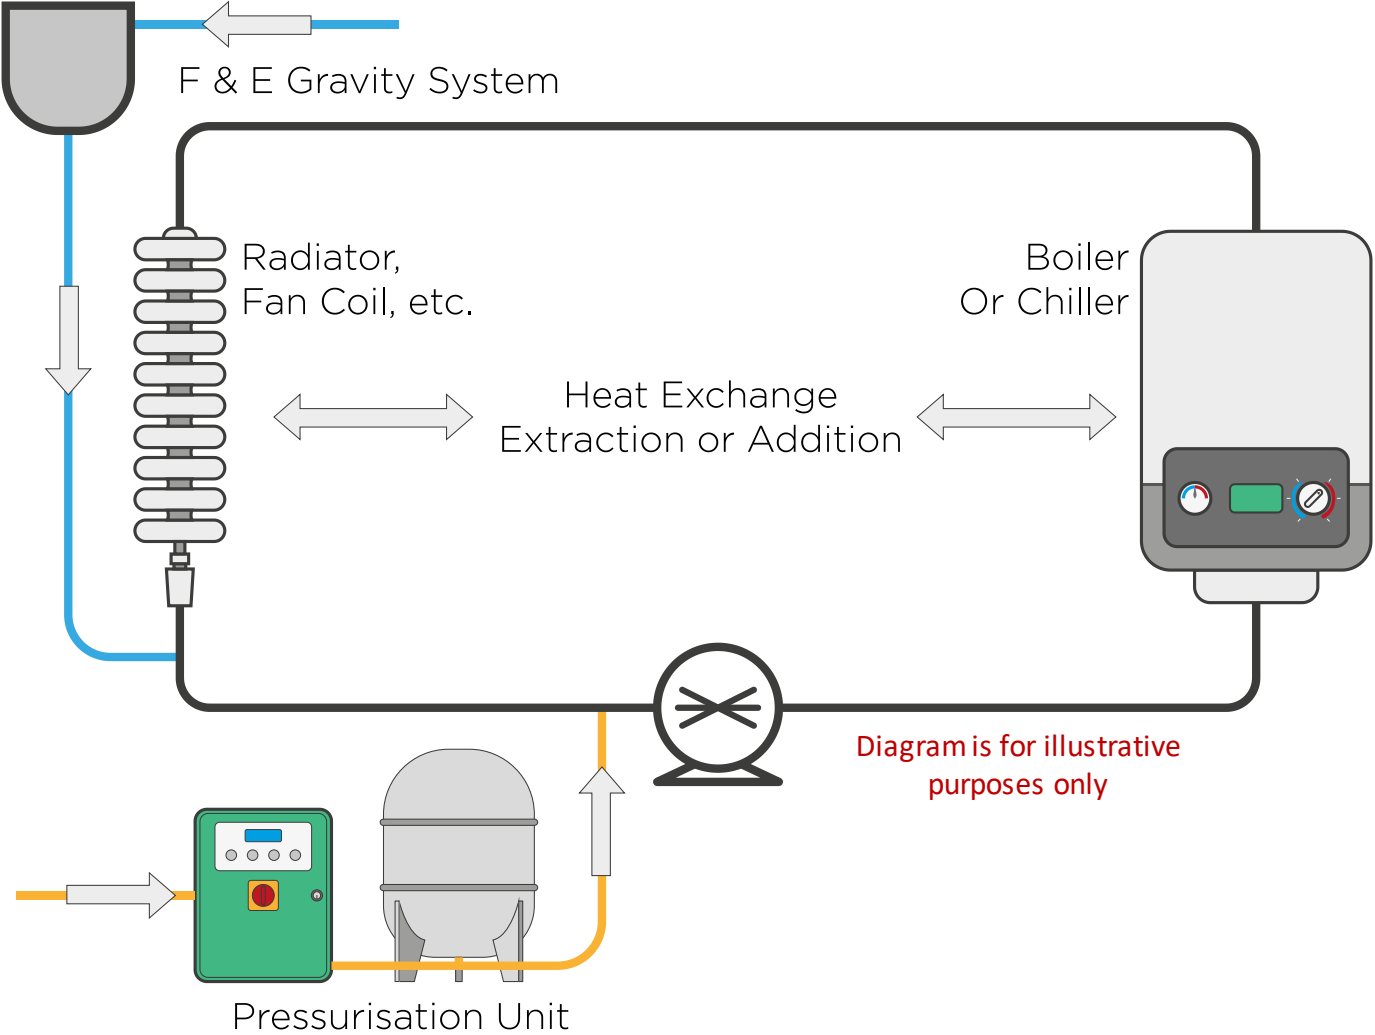 F & E Gravity System
Radiator,
Fan Coil, etc.
Boiler
Or Chiller
Heat Exchange
Extraction or Addition
Diagram is for illustrative
purposes only
Pressurisation Unit